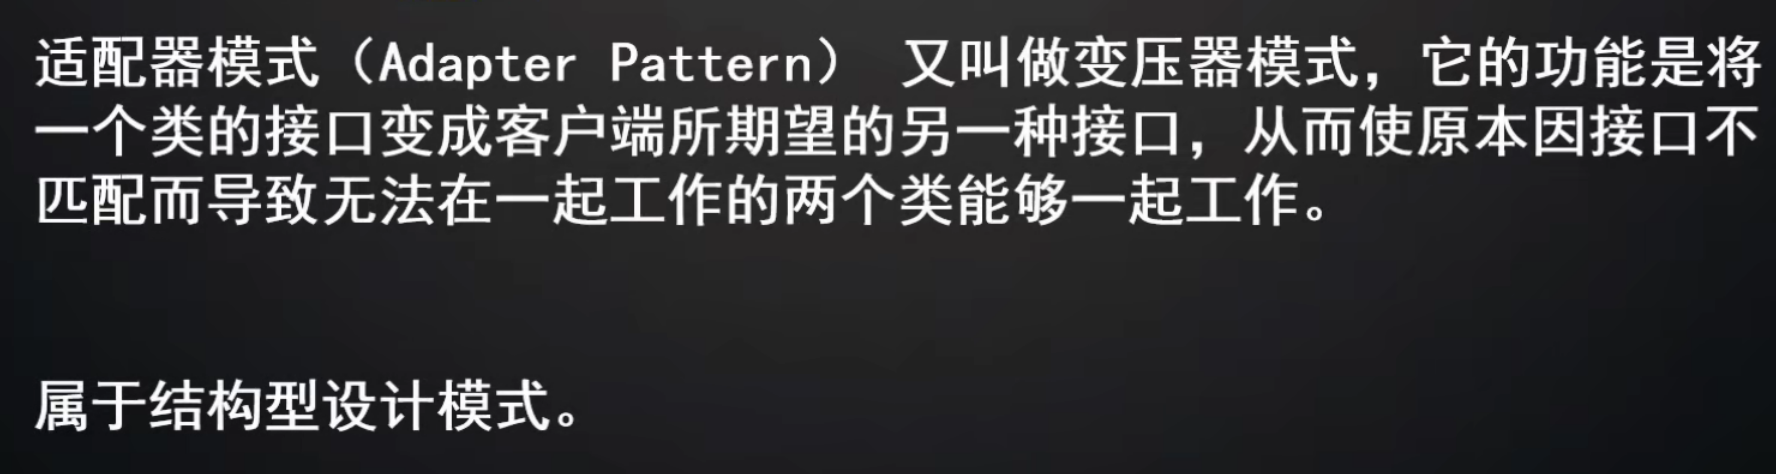 适配器模式（Adapter Pattern） 又叫做变压器模式，它的功能是将
一个类的接口变成客户端所期望的另一种接口，从而使原本因接口不
匹配而导致无法在一起工作的两个类能够一起工作。
属于结构型设计模式。